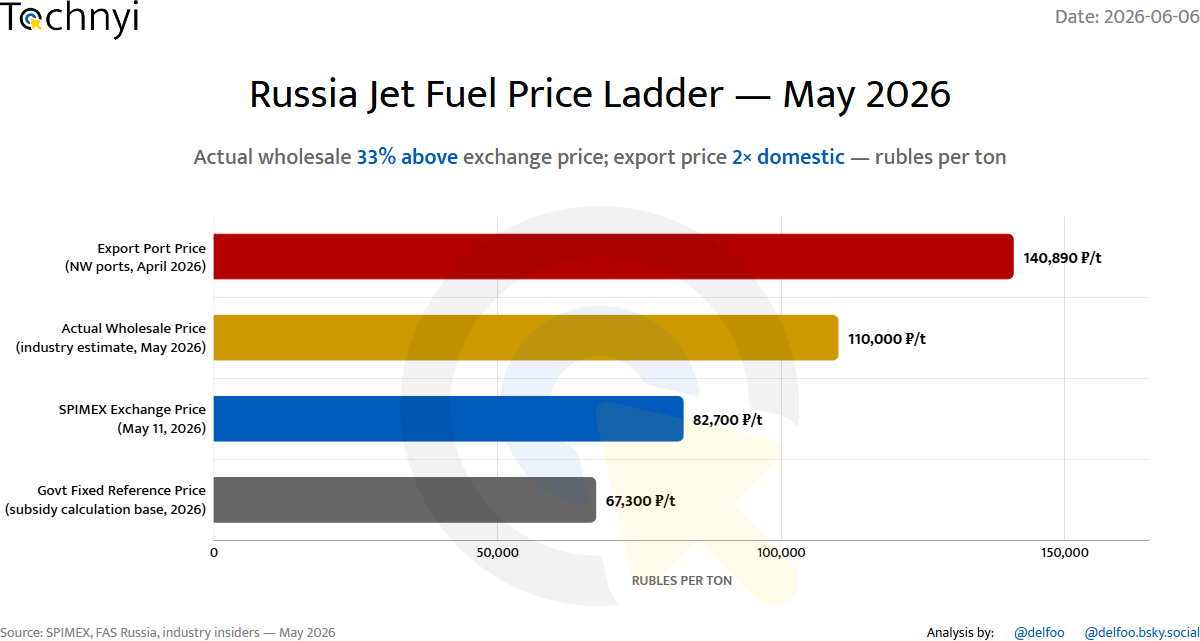 Technyi
Date: 2026-06-06
Russia Jet Fuel Price Ladder — May 2026
Actual wholesale 33% above exchange price; export price 2× domestic — rubles per ton
Export Port Price
(NW ports, April 2026)
140,890 ₽/t
Actual Wholesale Price
(industry estimate, May 2026)
110,000 ₽/t
SPIMEX Exchange Price
(May 11, 2026)
82,700 ₽/t
Govt Fixed Reference Price
(subsidy calculation base, 2026)
67,300 ₽/t
0 50,000 100,000 150,000
RUBLES PER TON
Source: SPIMEX, FAS Russia, industry insiders — May 2026
Analysis by: @delfoo @delfoo.bsky.social